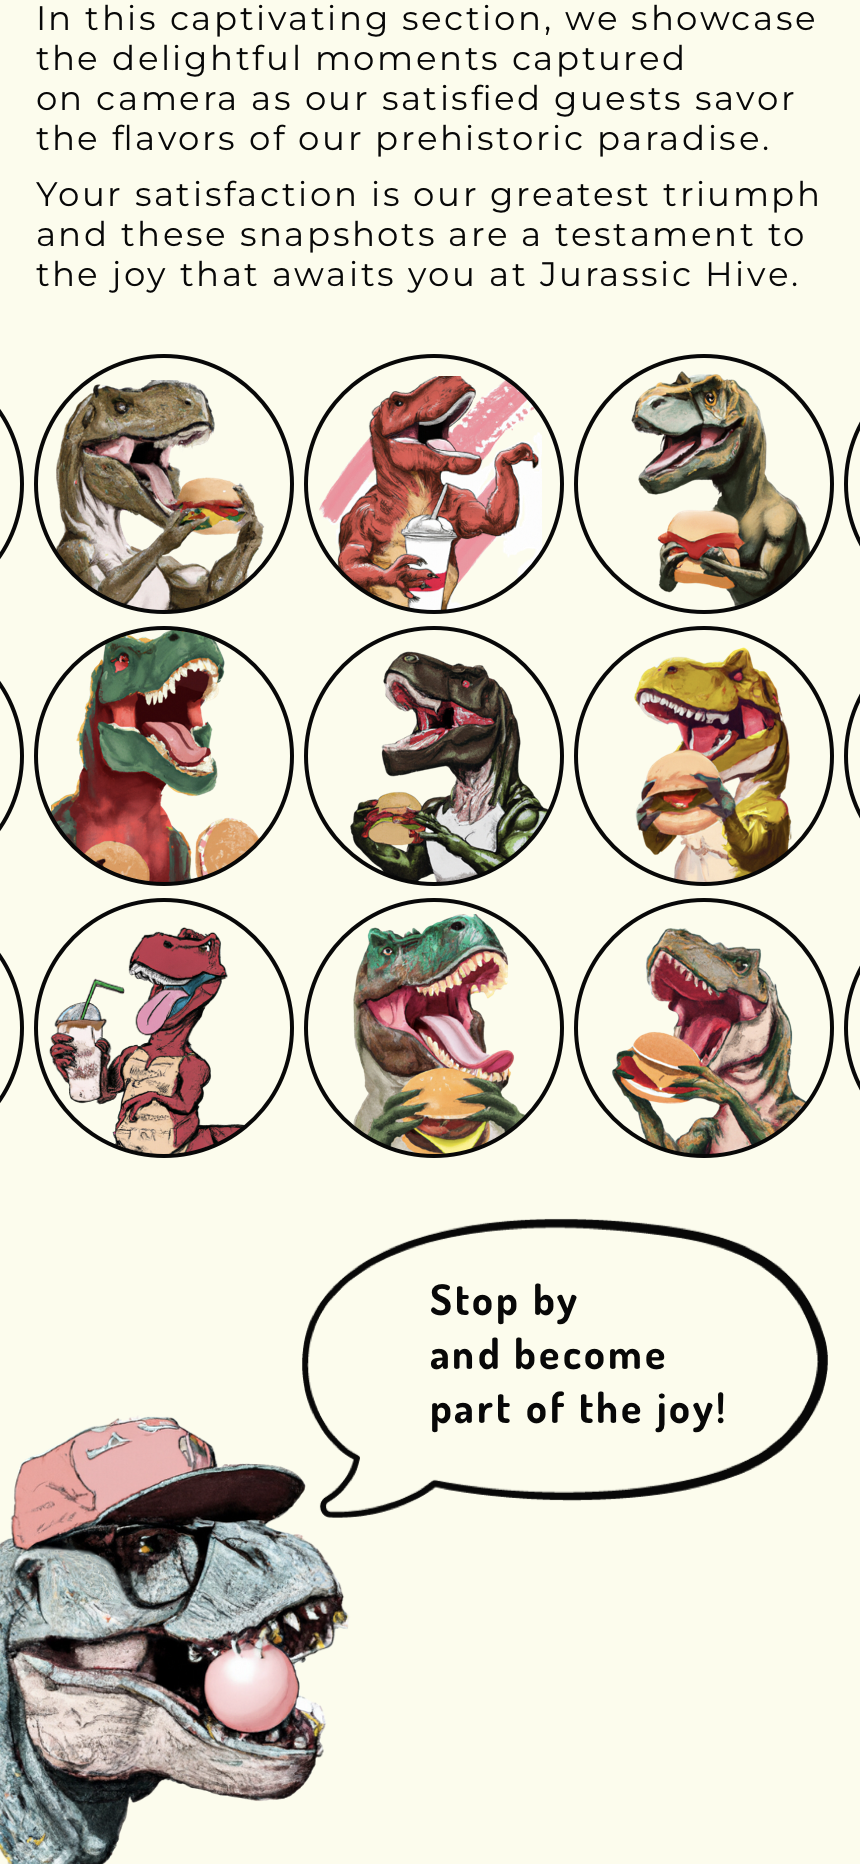 In this captivating section, we showcase
the delightful moments captured
on camera as our satisfied guests savor
the flavors of our prehistoric paradise.
Your satisfaction is our greatest triumph
and these snapshots are a testament to
the joy that awaits you at Jurassic Hive.
Stop by
and become
part of the joy!